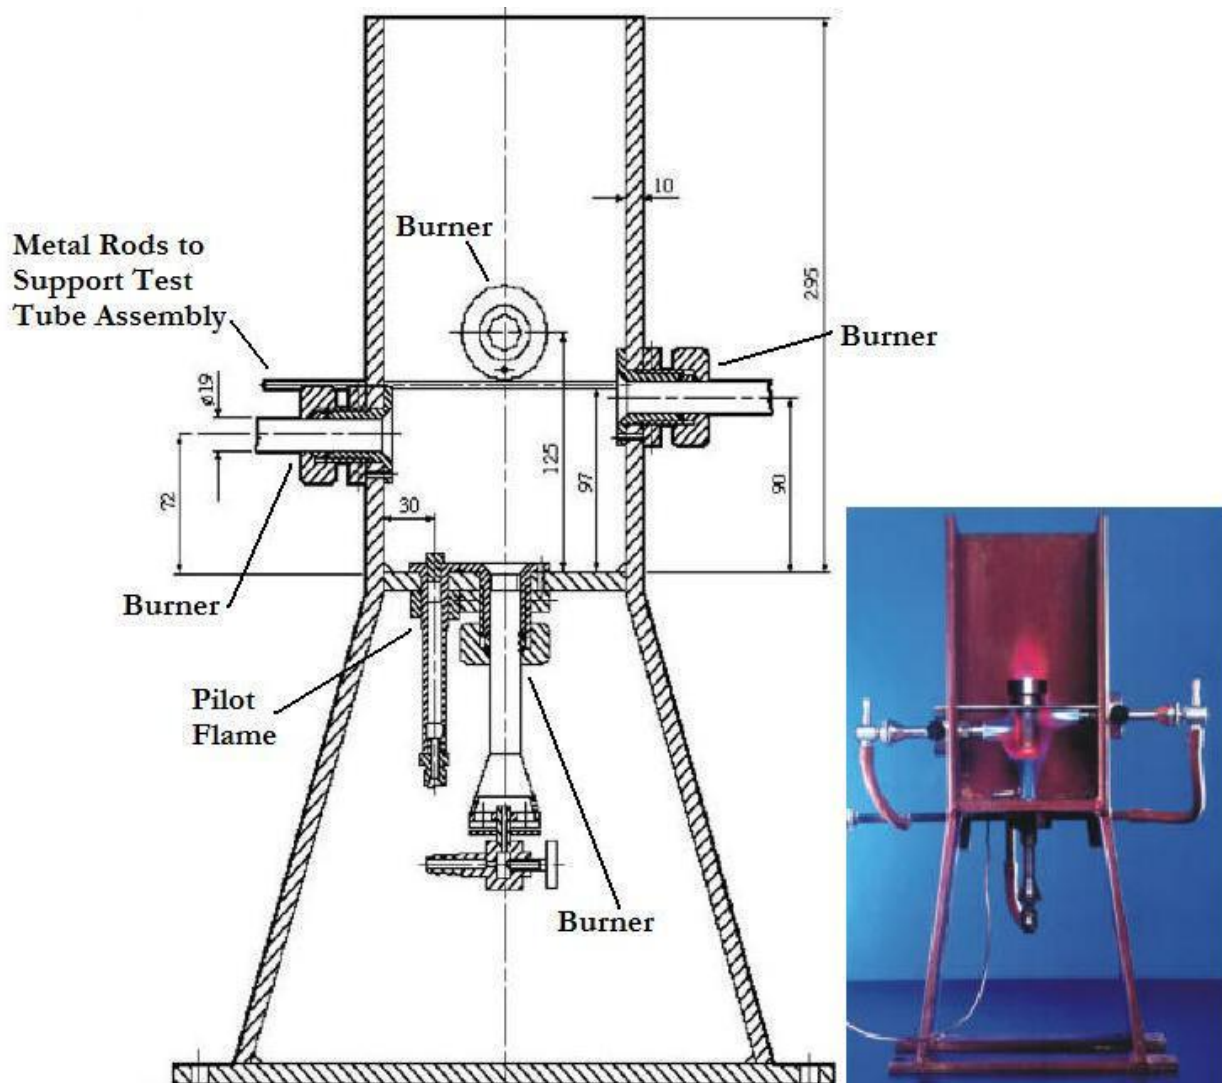 10
Burner
Metal Rods to
Support Test
Tube Assembly
295
Burner
ø19
125
97
90
72
30
Burner
Pilot
Flame
Burner